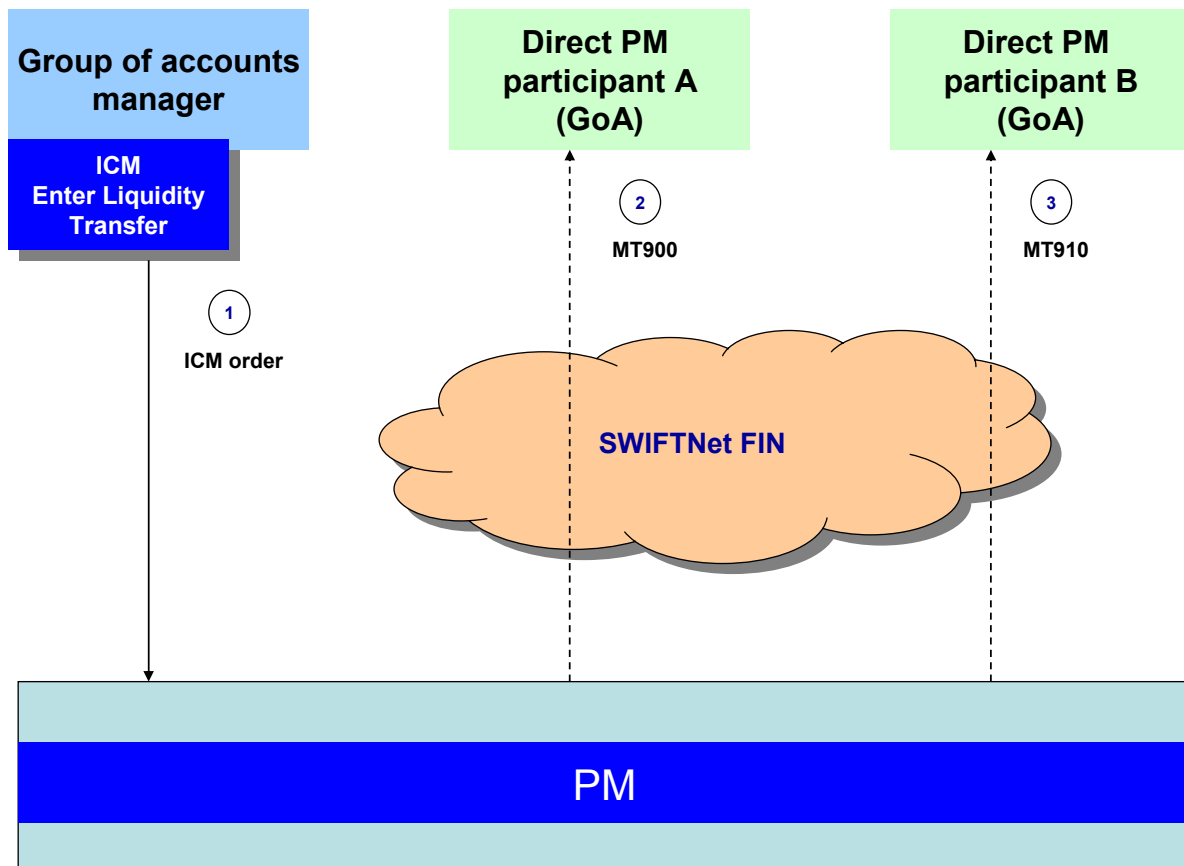 Group of accounts
manager
ICM
Enter Liquidity
Transfer
Direct PM
participant A
(GoA)
Direct PM
participant B
(GoA)
1
ICM order
2
MT900
3
MT910
SWIFTNet FIN
PM